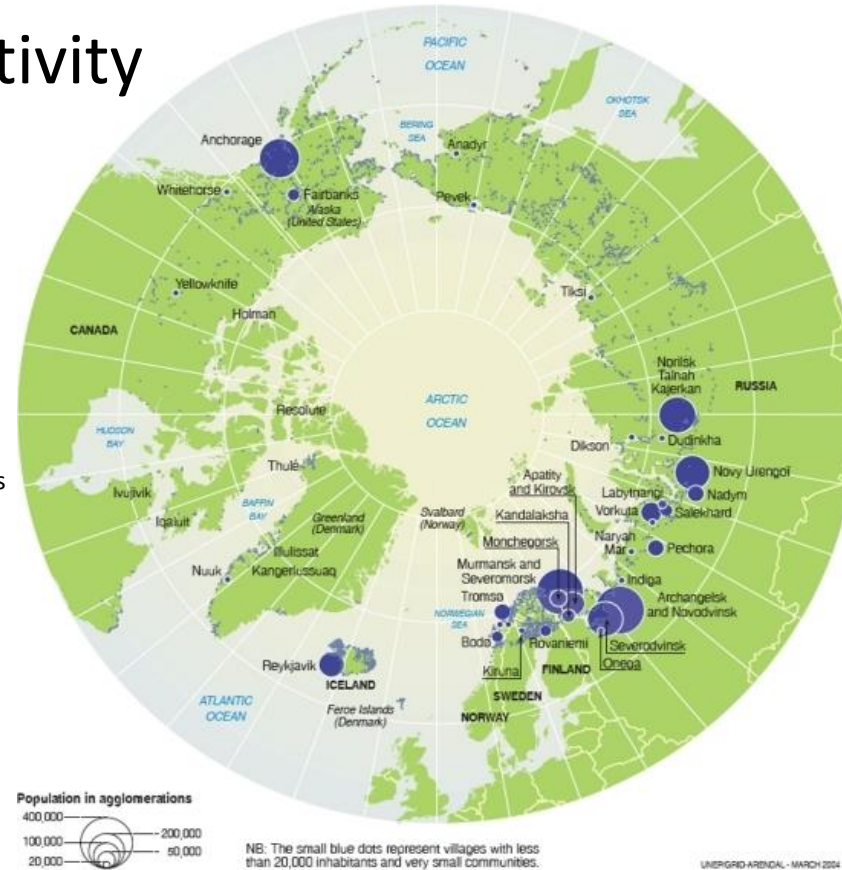 tivity
s
PACIFIC
OCEAN
OKHOTSK
SEA
BERING
SEA
Anchorage
Anadyr
Whitehorse
Fairbanks
Alaska
(United States)
Pevek
Yellowknife
Tiksi
Holman
CANADA
Norilsk
Talnah
Kajerkan
RUSSIA
ARCTIC
OCEAN
Resolute
HUDSON
BAY
Dikson
Dudinkha
Thulé
Apatity
and Kirovsk
Novy Urengoï
Ivujivik
Labytnangi
Nadym
BAFFIN
BAY
Svalbard
(Norway)
Kandalaksha
Vorkuta
Salekhard
Iqaluit
Greenland
(Denmark)
Monchegorsk
Naryah
Mar
Pechora
Illulissat
Murmansk and
Severomorsk
Nuuk
Kangerlussuaq
Indiga
Tromsø
Archangelsk
and Novodvinsk
NORWEGIAN
SEA
Bodø
Rovaniemi
Severodvinsk
Reykjavik
Kiruna
FINLAND
Onega
ICELAND
SWEDEN
ATLANTIC
OCEAN
Feroe Islands
(Denmark)
NORWAY
Population in agglomerations
400,000
200,000
100,000
50,000
20,000
NB: The small blue dots represent villages with less
than 20,000 inhabitants and very small communities.
UNEP/GRID-ARENDAL - MARCH 2004